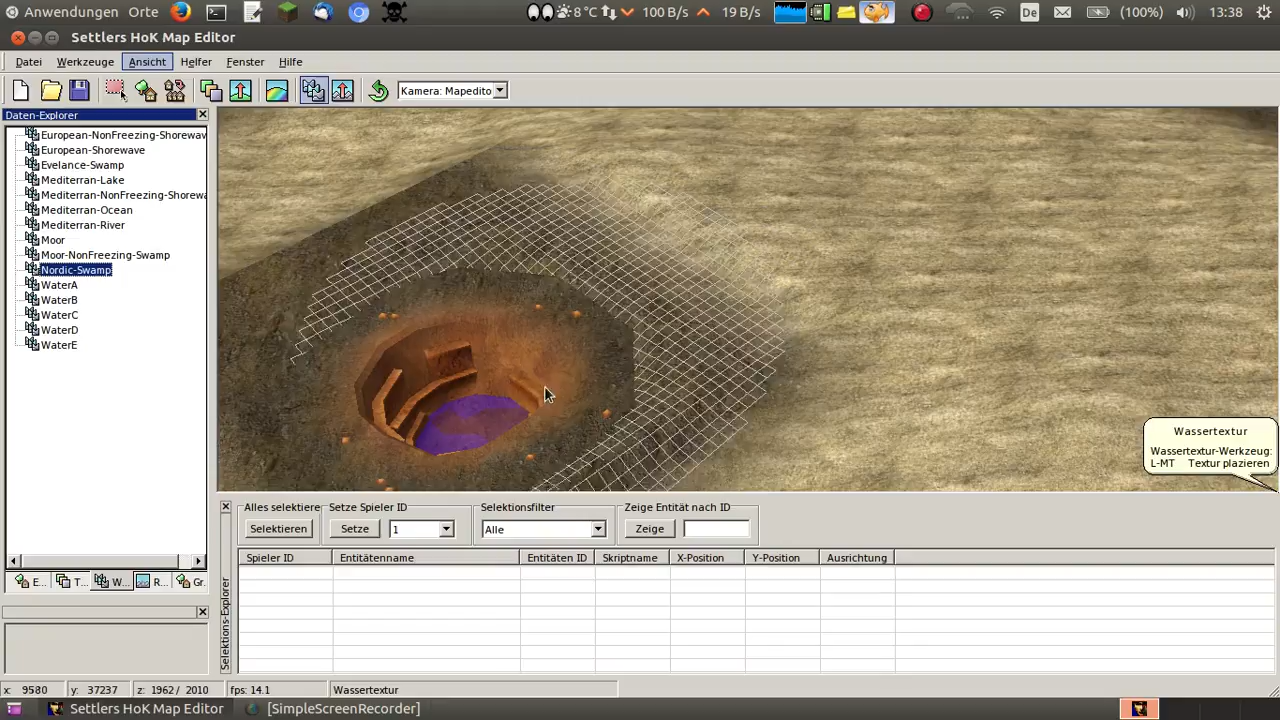 Anwendungen Orte 8 °C 100 B/s 19 B/s De (100%) 13:38
Settlers HoK Map Editor
Datei Werkzeuge Ansicht Helfer Fenster Hilfe
Kamera: Mapedito
Daten-Explorer
European-NonFreezing-Shorewav
European-Shorewave
Evelance-Swamp
Mediterran-Lake
Mediterran-NonFreezing-Shorewa
Mediterran-Ocean
Mediterran-River
Moor
Moor-NonFreezing-Swamp
Nordic-Swamp
WaterA
WaterB
WaterC
WaterD
WaterE
Wassertextur
Wassertextur-Werkzeug:
L-MT Textur plazieren
E... T... W... R... Gr.
Alles selektiere Setze Spieler ID Selektionsfilter Zeige Entität nach ID
Selektieren Setze 1 Alle Zeige
Selektions-Explorer
Spieler ID Entitätenname Entitäten ID Skriptname X-Position Y-Position Ausrichtung
x: 9580 y: 37237 z: 1962 / 2010 fps: 14.1 Wassertextur
Settlers HoK Map Editor [SimpleScreenRecorder]